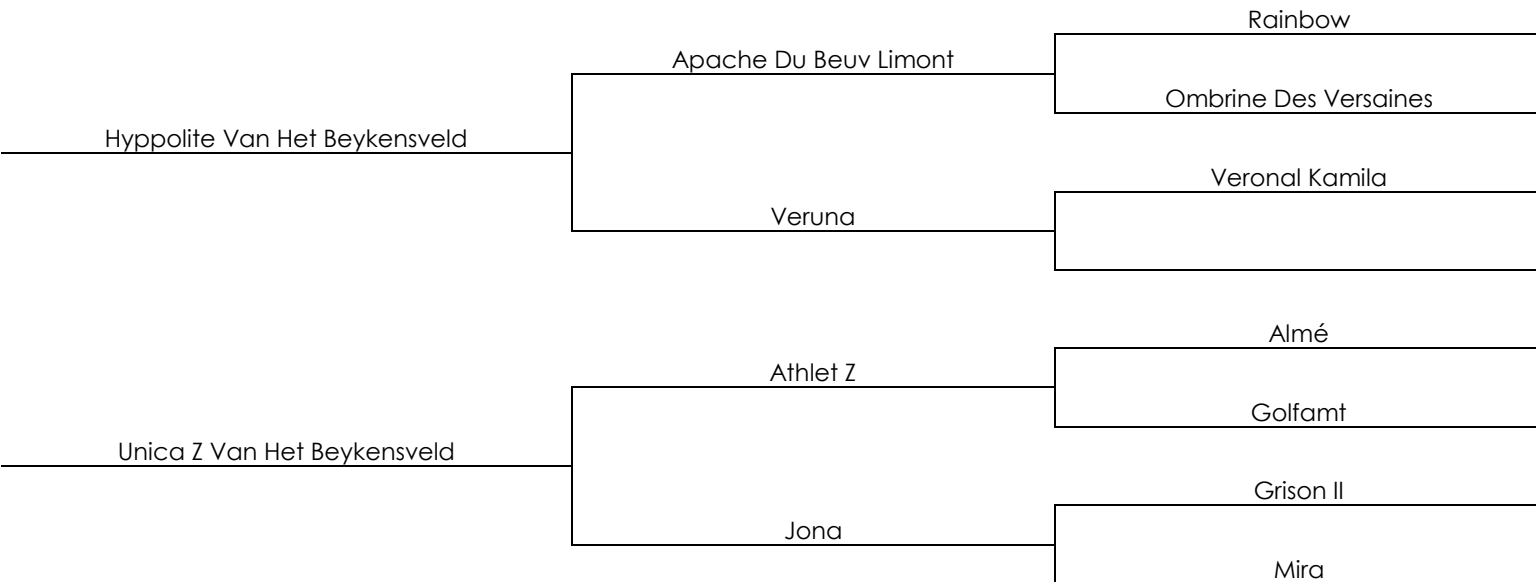 Rainbow
Apache Du Beuv Limont
Ombrine Des Versaines
Hyppolite Van Het Beykensveld
Veronal Kamila
Veruna
Almé
Athlet Z
Golfamt
Unica Z Van Het Beykensveld
Grison II
Jona
Mira